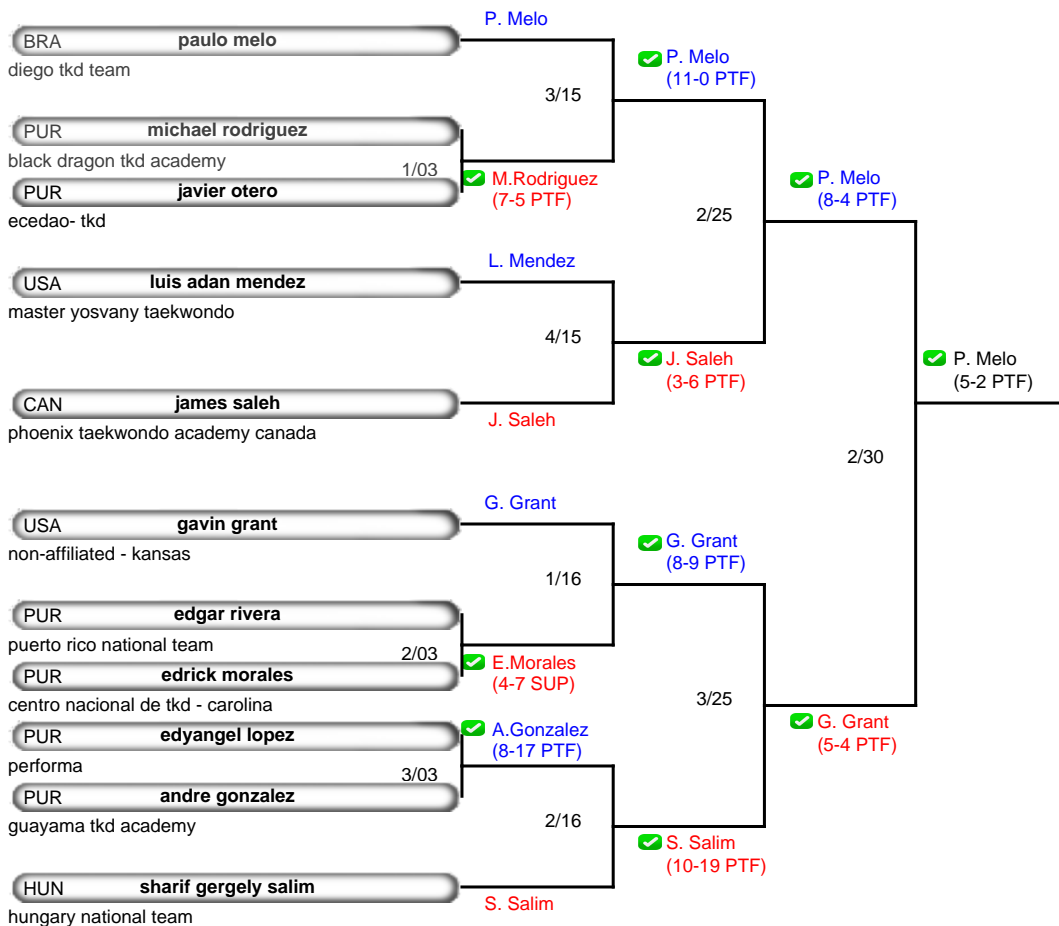 P. Melo
BRA paulo melo
diego tkd team
P. Melo
(11-0 PTF)
3/15
PUR michael rodriguez
black dragon tkd academy
1/03
M.Rodriguez
(7-5 PTF)
PUR javier otero
ecedao- tkd
P. Melo
(8-4 PTF)
2/25
L. Mendez
USA luis adan mendez
master yosvany taekwondo
4/15
J. Saleh
(3-6 PTF)
P. Melo
(5-2 PTF)
CAN james saleh
phoenix taekwondo academy canada
J. Saleh
2/30
G. Grant
USA gavin grant
non-affiliated - kansas
G. Grant
(8-9 PTF)
1/16
PUR edgar rivera
puerto rico national team
2/03
E.Morales
(4-7 SUP)
PUR edrick morales
centro nacional de tkd - carolina
3/25
PUR edyangel lopez
performa
A.Gonzalez
(8-17 PTF)
G. Grant
(5-4 PTF)
3/03
PUR andre gonzalez
guayama tkd academy
2/16
S. Salim
(10-19 PTF)
HUN sharif gergely salim
hungary national team
S. Salim